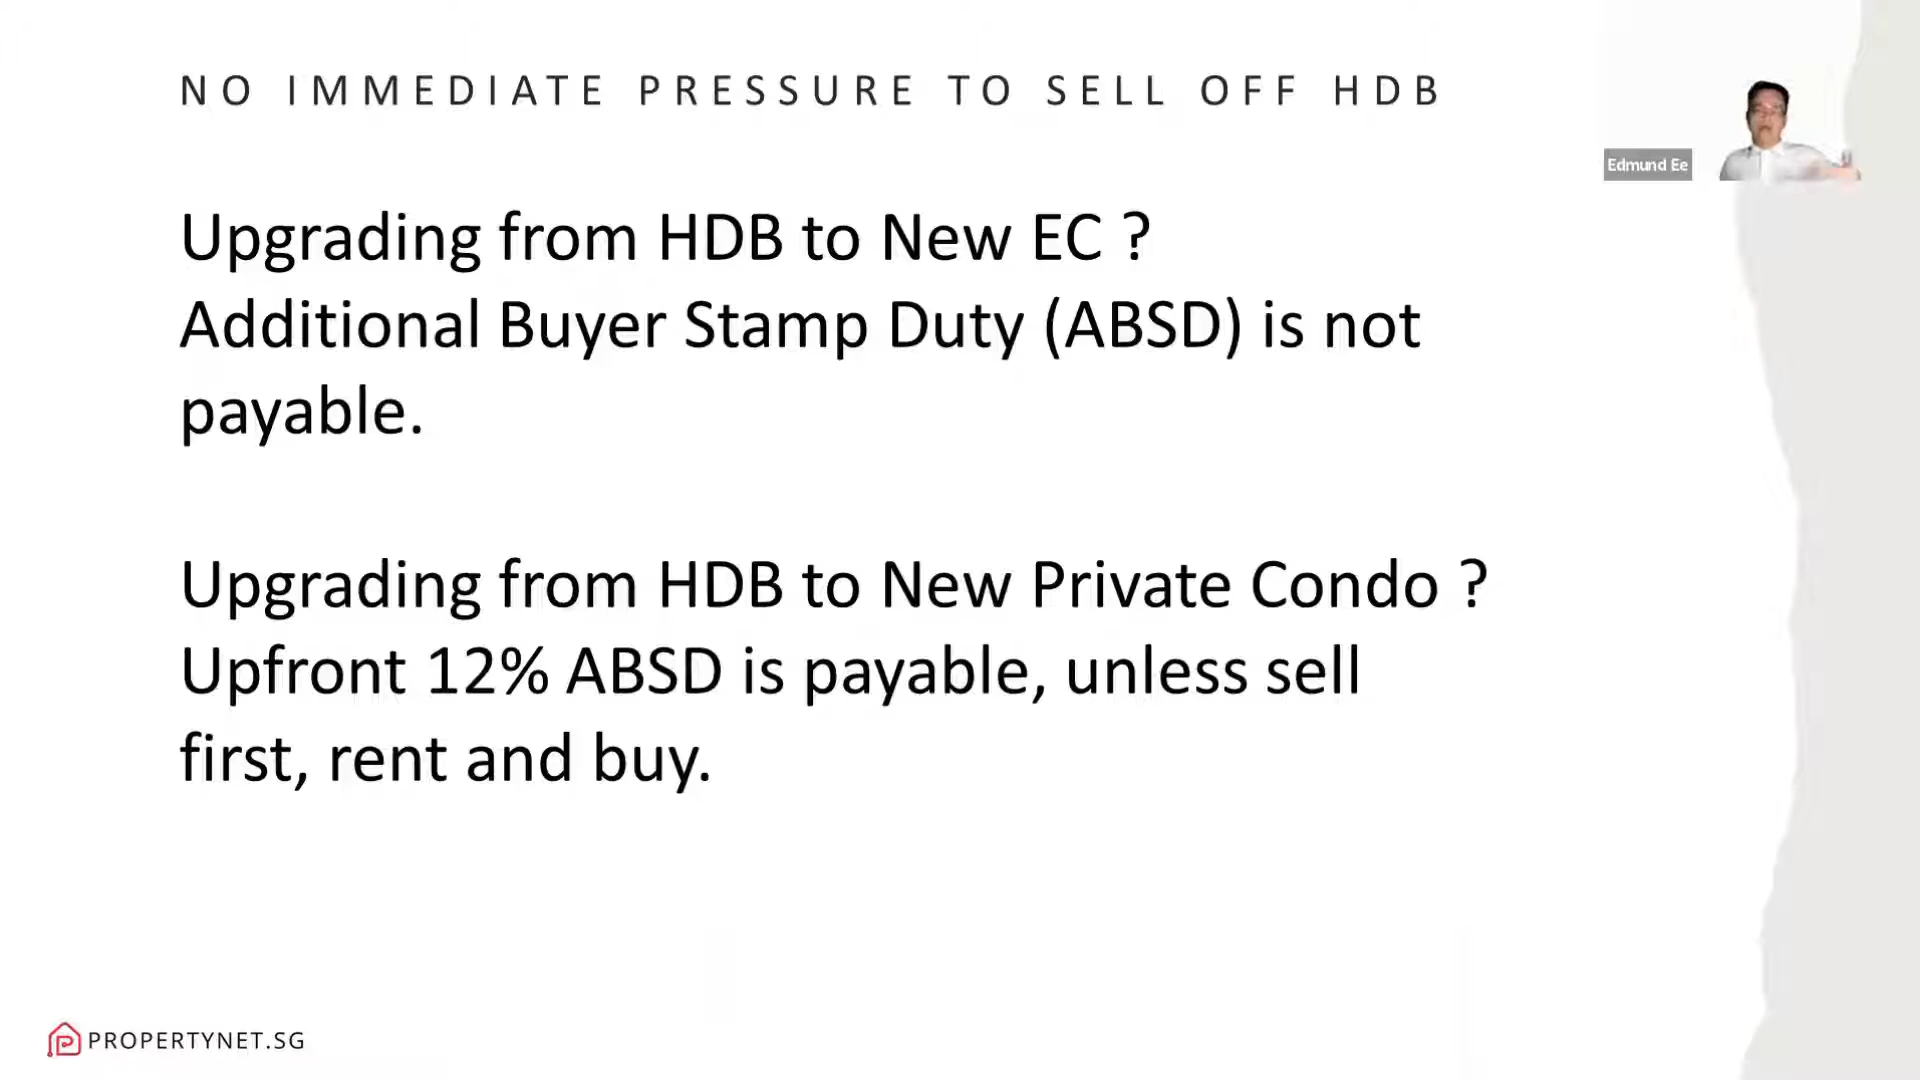 NO IMMEDIATE PRESSURE TO SELL OFF HDB
Edmund Ee
Upgrading from HDB to New EC ?
Additional Buyer Stamp Duty (ABSD) is not
payable.
Upgrading from HDB to New Private Condo ?
Upfront 12% ABSD is payable, unless sell
first, rent and buy.
PROPERTYNET.SG